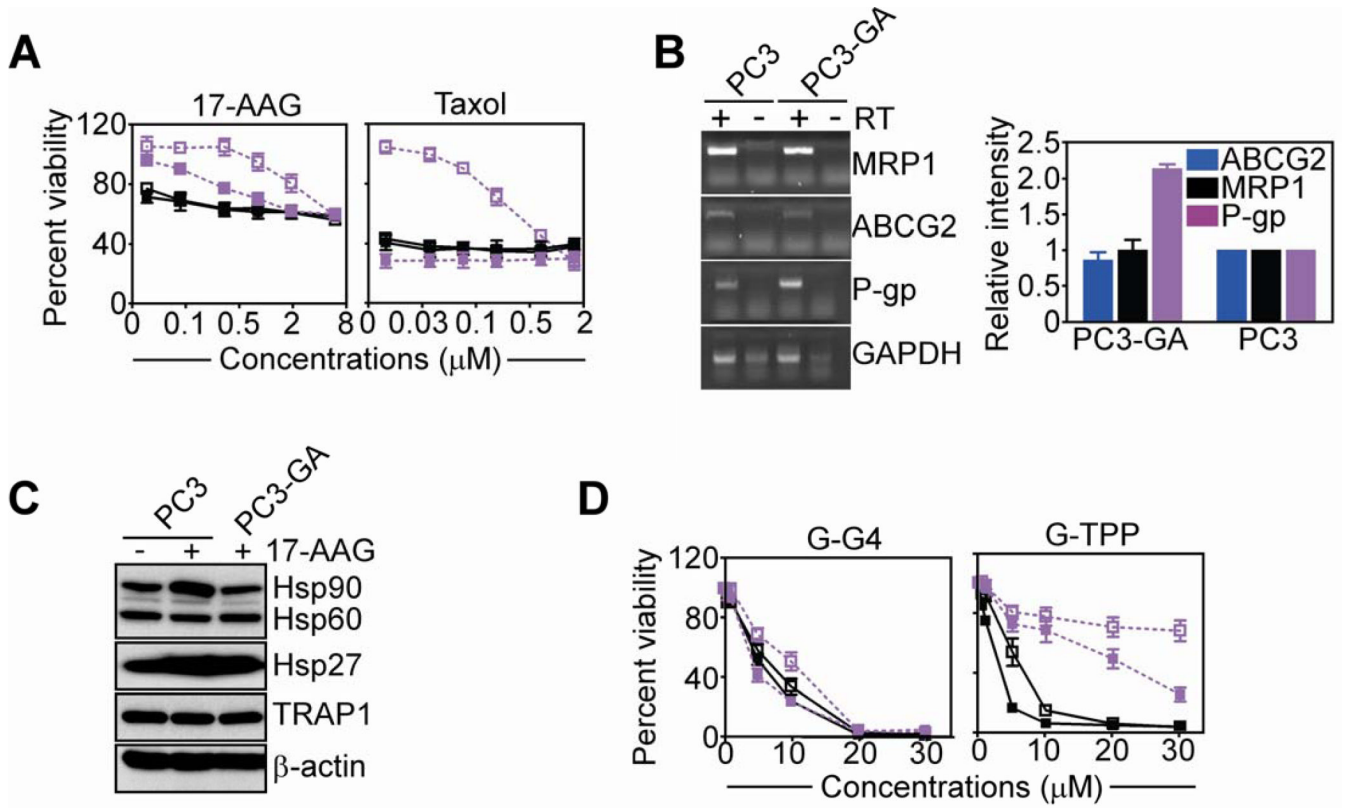 A
17-AAG
Taxol
Percent viability
120
80
40
0
0 0.1 0.5 2 8
0 0.03 0.1 0.5 2
Concentrations (μM)
B
PC3
PC3-GA
+ - + - RT
MRP1
ABCG2
P-gp
GAPDH
Relative intensity
2.5
2.0
1.5
1
0.5
0
ABCG2
MRP1
P-gp
PC3-GA
PC3
C
PC3
PC3-GA
- + + 17-AAG
Hsp90
Hsp60
Hsp27
TRAP1
β-actin
D
G-G4
G-TPP
Percent viability
120
80
40
0
0 10 20 30
0 10 20 30
Concentrations (μM)